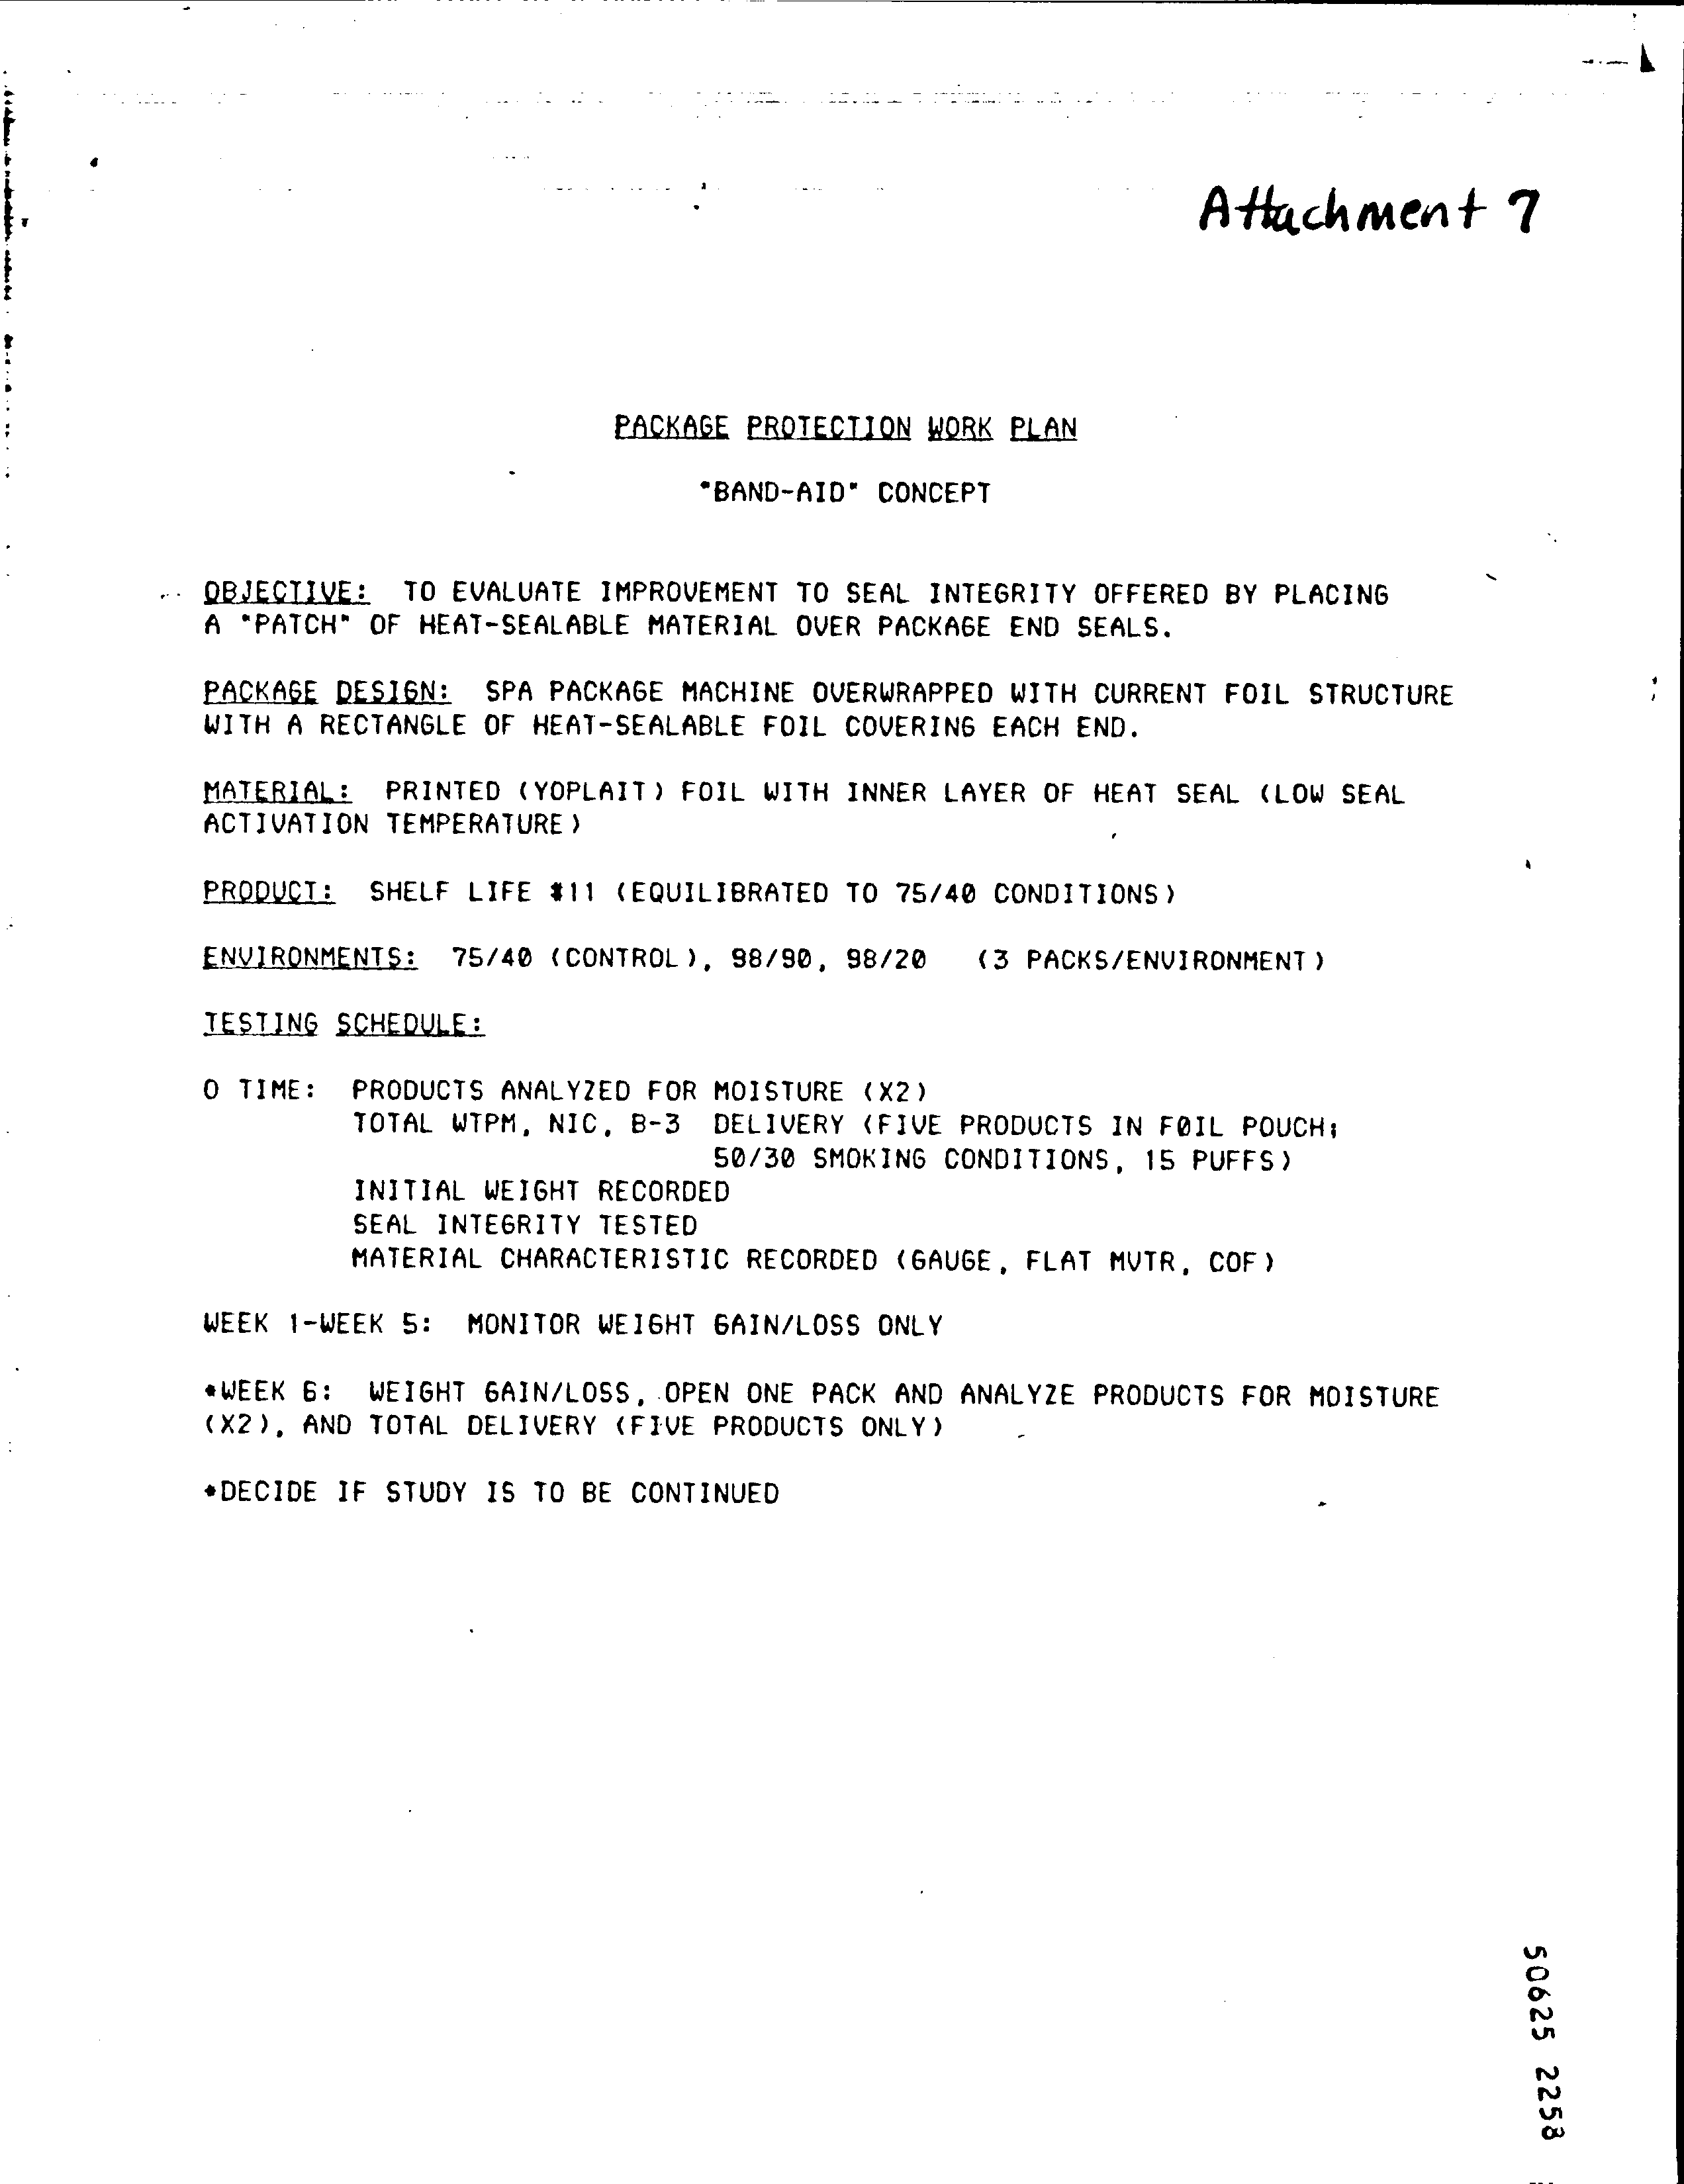 Attachment 7
PACKAGE PROTECTION WORK PLAN
"BAND-AID" CONCEPT
OBJECTIVE: TO EVALUATE IMPROVEMENT TO SEAL INTEGRITY OFFERED BY PLACING
A "PATCH" OF HEAT-SEALABLE MATERIAL OVER PACKAGE END SEALS.
PACKAGE DESIGN: SPA PACKAGE MACHINE OVERWRAPPED WITH CURRENT FOIL STRUCTURE
WITH A RECTANGLE OF HEAT-SEALABLE FOIL COVERING EACH END.
MATERIAL: PRINTED (YOPLAIT) FOIL WITH INNER LAYER OF HEAT SEAL (LOW SEAL
ACTIVATION TEMPERATURE)
PRODUCT: SHELF LIFE #11 (EQUILIBRATED TO 75/40 CONDITIONS)
ENVIRONMENTS: 75/40 (CONTROL), 98/90, 98/20 (3 PACKS/ENVIRONMENT)
TESTING SCHEDULE:
0 TIME: PRODUCTS ANALYZED FOR MOISTURE (X2)
TOTAL WTPM, NIC, B-3 DELIVERY (FIVE PRODUCTS IN FOIL POUCH;
50/30 SMOKING CONDITIONS, 15 PUFFS)
INITIAL WEIGHT RECORDED
SEAL INTEGRITY TESTED
MATERIAL CHARACTERISTIC RECORDED (GAUGE, FLAT MVTR, COF)
WEEK 1-WEEK 5: MONITOR WEIGHT GAIN/LOSS ONLY
*WEEK 6: WEIGHT GAIN/LOSS, OPEN ONE PACK AND ANALYZE PRODUCTS FOR MOISTURE
(X2), AND TOTAL DELIVERY (FIVE PRODUCTS ONLY)
*DECIDE IF STUDY IS TO BE CONTINUED
50625 2258